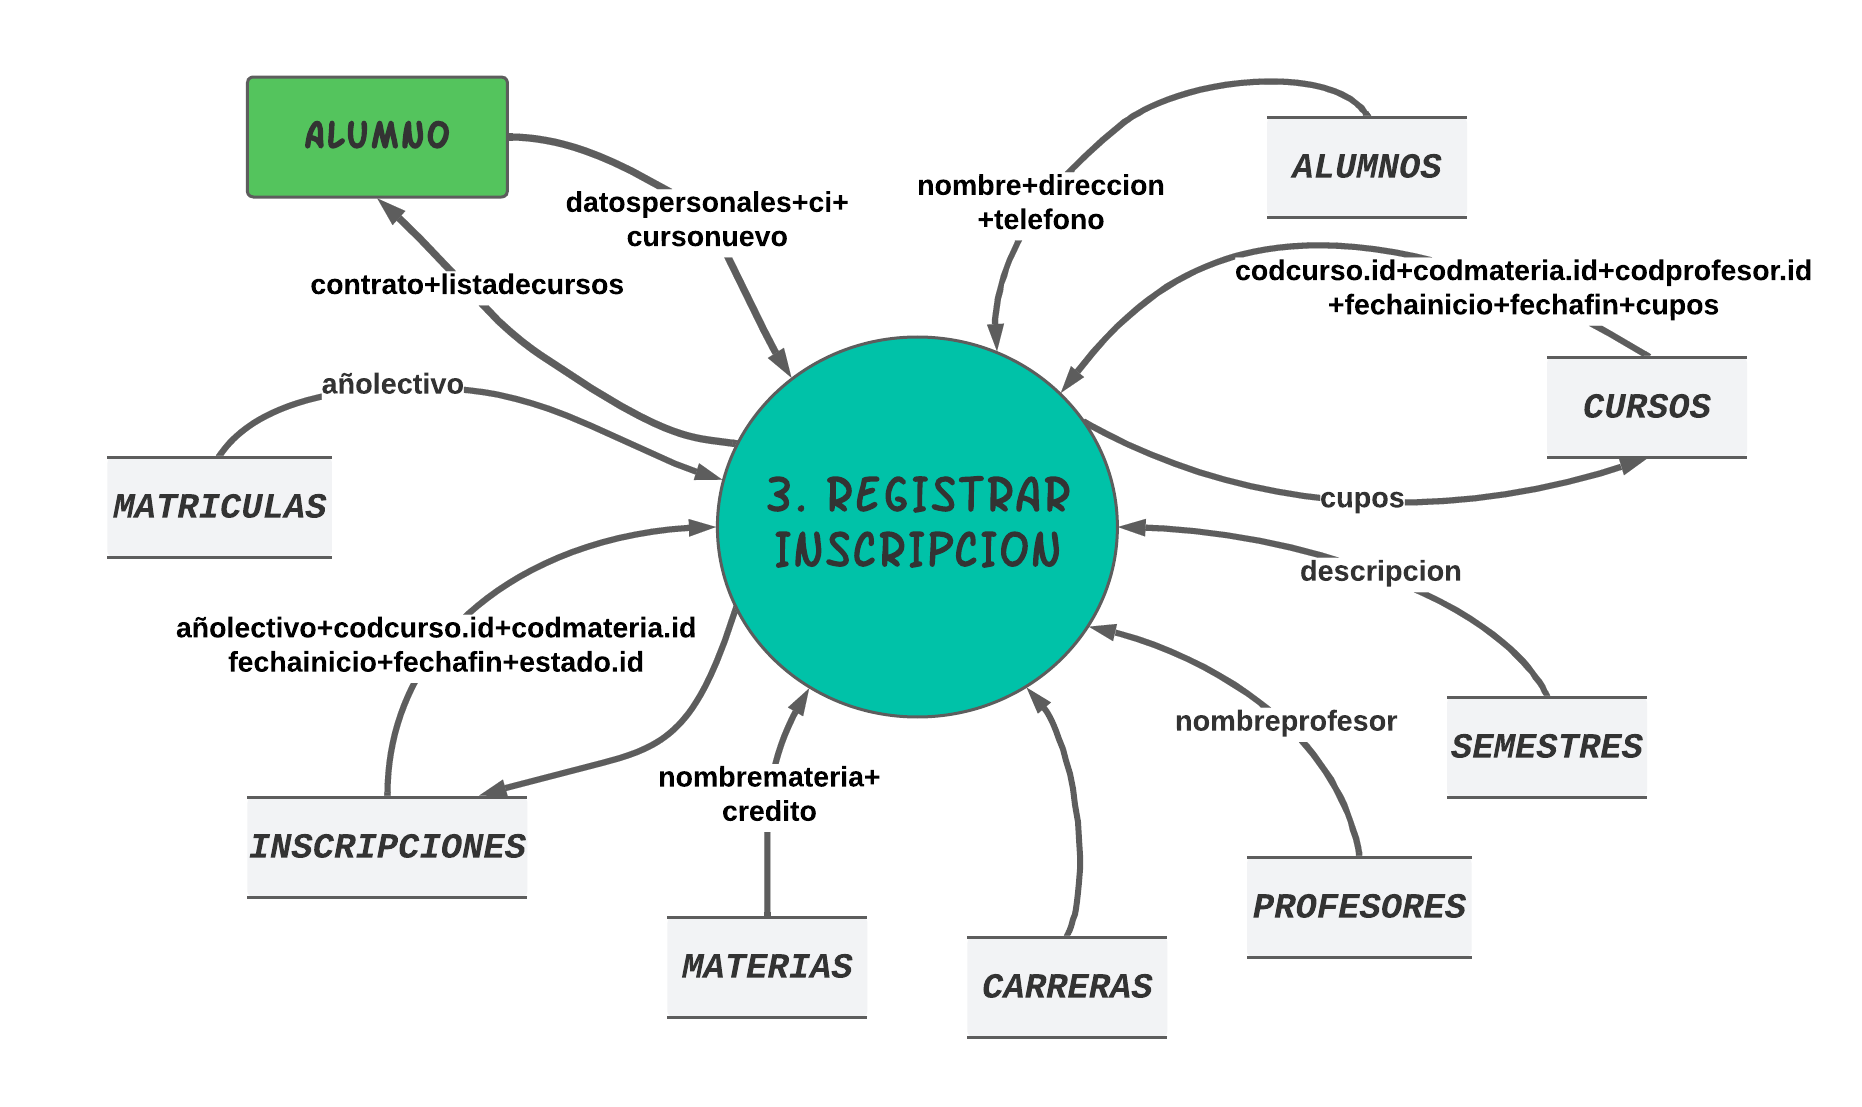 ALUMNO
datospersonales+ci+
cursonuevo
contrato+listadecursos
nombre+direccion
+telefono
ALUMNOS
codcurso.id+codmateria.id+codprofesor.id
+fechainicio+fechafin+cupos
CURSOS
añolectivo
MATRICULAS
3. REGISTRAR
INSCRIPCION
cupos
descripcion
añolectivo+codcurso.id+codmateria.id
fechainicio+fechafin+estado.id
nombreprofesor
SEMESTRES
nombremateria+
credito
INSCRIPCIONES
PROFESORES
MATERIAS
CARRERAS